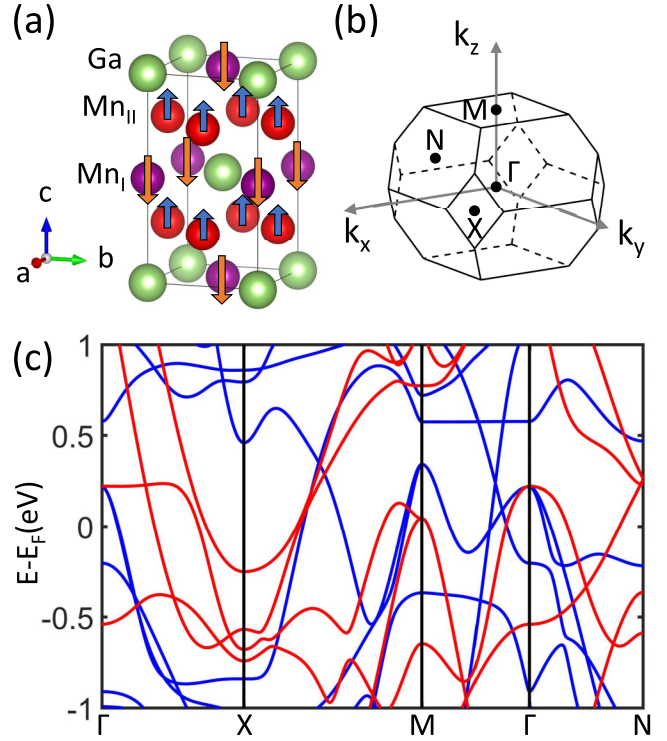 (a)
Ga
Mn_II
Mn_I
c
a
b
(b)
k_z
M
N
Γ
X
k_x
k_y
(c)
E-E_F(eV)
1
0.5
0
-0.5
-1
Γ
X
M
Γ
N